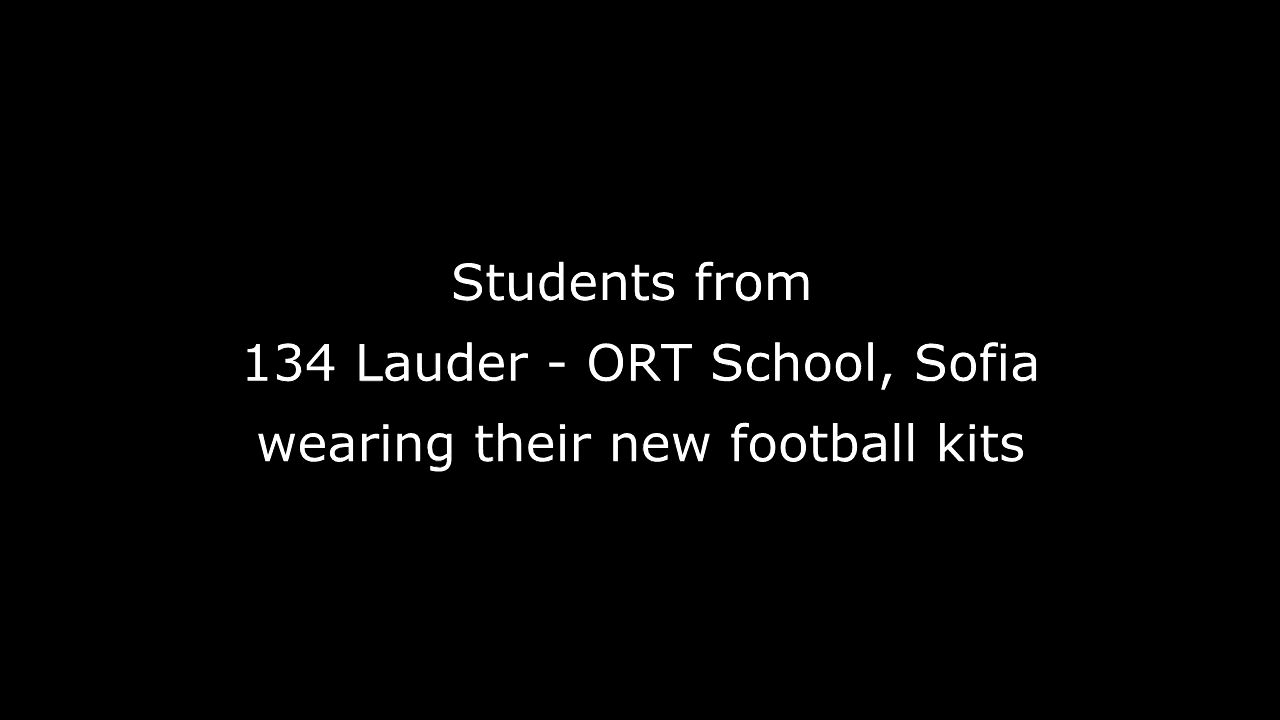 Students from
134 Lauder - ORT School, Sofia
wearing their new football kits